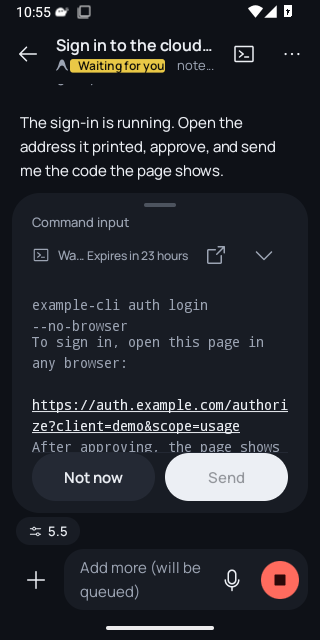 10:55
Sign in to the cloud…
Waiting for you note…
The sign-in is running. Open the
address it printed, approve, and send
me the code the page shows.
Command input
Wa… Expires in 23 hours
example-cli auth login
--no-browser
To sign in, open this page in
any browser:
https://auth.example.com/authori
ze?client=demo&scope=usage
After approving, the page shows
Not now
Send
5.5
Add more (will be
queued)